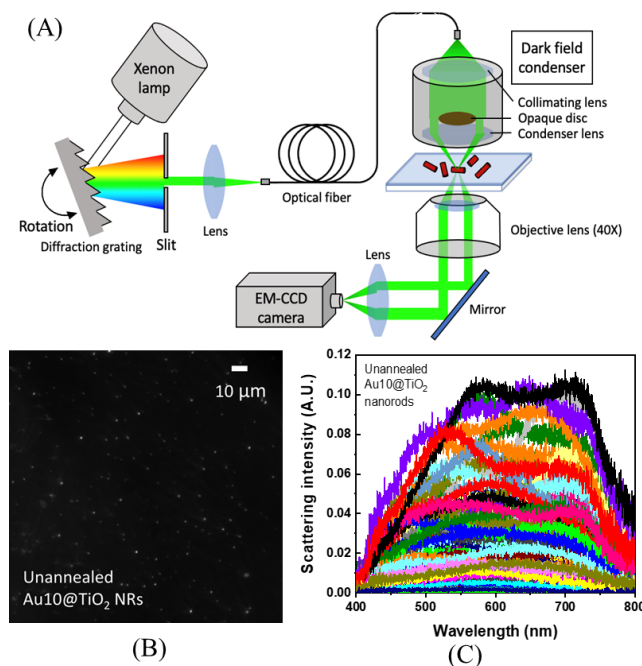 (A)
Xenon
lamp
Rotation
Diffraction grating
Slit
Lens
Optical fiber
Dark field
condenser
Collimating lens
Opaque disc
Condenser lens
Objective lens (40X)
Lens
EM-CCD
camera
Mirror
10 μm
Unannealed
Au10@TiO₂ NRs
(B)
Unannealed
Au10@TiO₂
nanorods
Scattering intensity (A.U.)
0.12
0.10
0.08
0.06
0.04
0.02
0.00
400 500 600 700 800
Wavelength (nm)
(C)